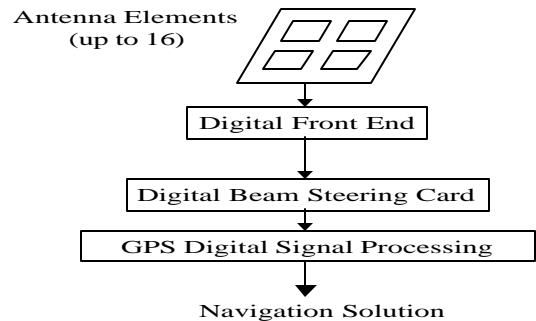 Antenna Elements
(up to 16)
Digital Front End
Digital Beam Steering Card
GPS Digital Signal Processing
Navigation Solution